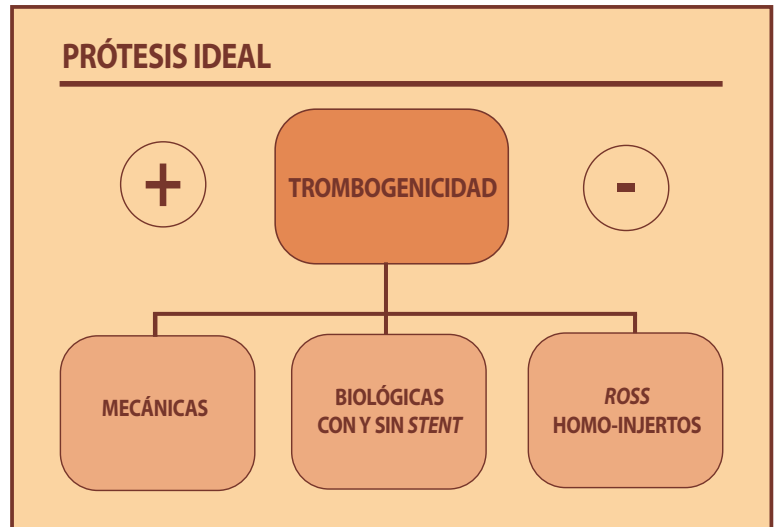 PRÓTESIS IDEAL
+
TROMBOGENICIDAD
-
MECÁNICAS
BIOLÓGICAS
CON Y SIN STENT
ROSS
HOMO-INJERTOS